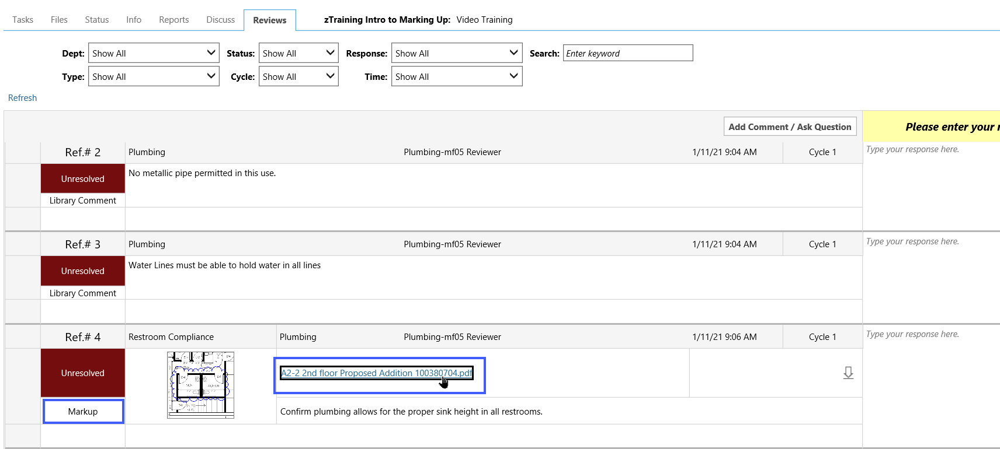 Tasks Files Status Info Reports Discuss Reviews zTraining Intro to Marking Up: Video Training
Dept: Show All Status: Show All Response: Show All Search: Enter keyword
Type: Show All Cycle: Show All Time: Show All
Refresh
Add Comment / Ask Question Please enter your
Ref.# 2 Plumbing Plumbing-mf05 Reviewer 1/11/21 9:04 AM Cycle 1 Type your response here.
Unresolved No metallic pipe permitted in this use.
Library Comment
Ref.# 3 Plumbing Plumbing-mf05 Reviewer 1/11/21 9:04 AM Cycle 1 Type your response here.
Unresolved Water Lines must be able to hold water in all lines
Library Comment
Ref.# 4 Restroom Compliance Plumbing Plumbing-mf05 Reviewer 1/11/21 9:06 AM Cycle 1 Type your response here.
Unresolved A2-2 2nd floor Proposed Addition 100380704.pdf
MEN WOMEN
Markup Confirm plumbing allows for the proper sink height in all restrooms.